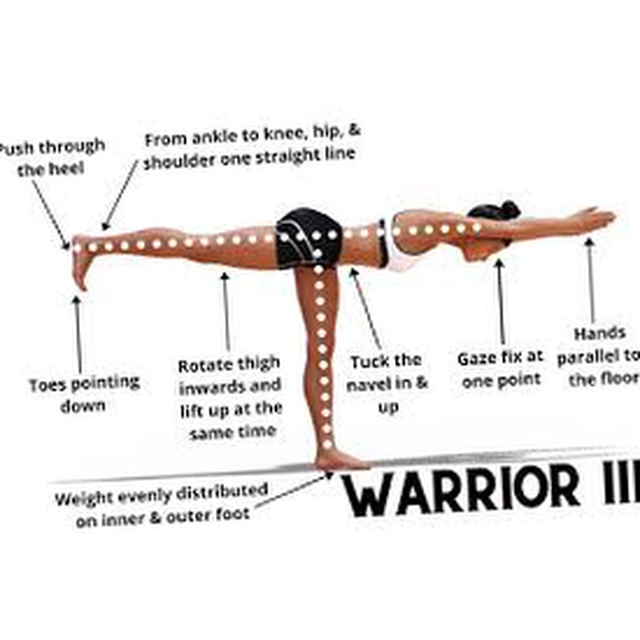 Push through
the heel
From ankle to knee, hip, &
shoulder one straight line
Toes pointing
down
Rotate thigh
inwards and
lift up at the
same time
Tuck the
navel in &
up
Gaze fix at
one point
Hands
parallel to
the floor
Weight evenly distributed
on inner & outer foot
WARRIOR III